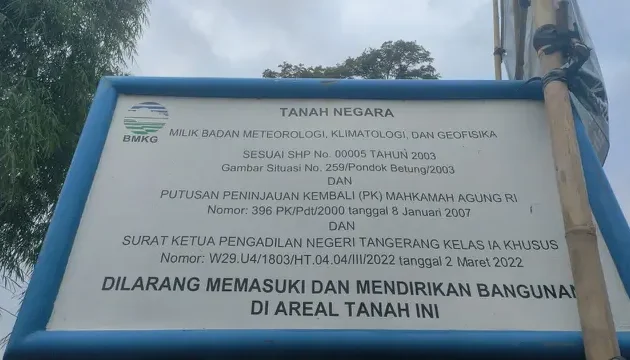 TANAH NEGARA
BMKG
MILIK BADAN METEOROLOGI, KLIMATOLOGI, DAN GEOFISIKA
SESUAI SHP No. 00005 TAHUN 2003
Gambar Situasi No. 259/Pondok Betung/2003
DAN
PUTUSAN PENINJAUAN KEMBALI (PK) MAHKAMAH AGUNG RI
Nomor: 396 PK/Pdt/2000 tanggal 8 Januari 2007
DAN
SURAT KETUA PENGADILAN NEGERI TANGERANG KELAS IA KHUSUS
Nomor: W29.U4/1803/HT.04.04/III/2022 tanggal 2 Maret 2022
DILARANG MEMASUKI DAN MENDIRIKAN BANGUNAN
DI AREAL TANAH INI